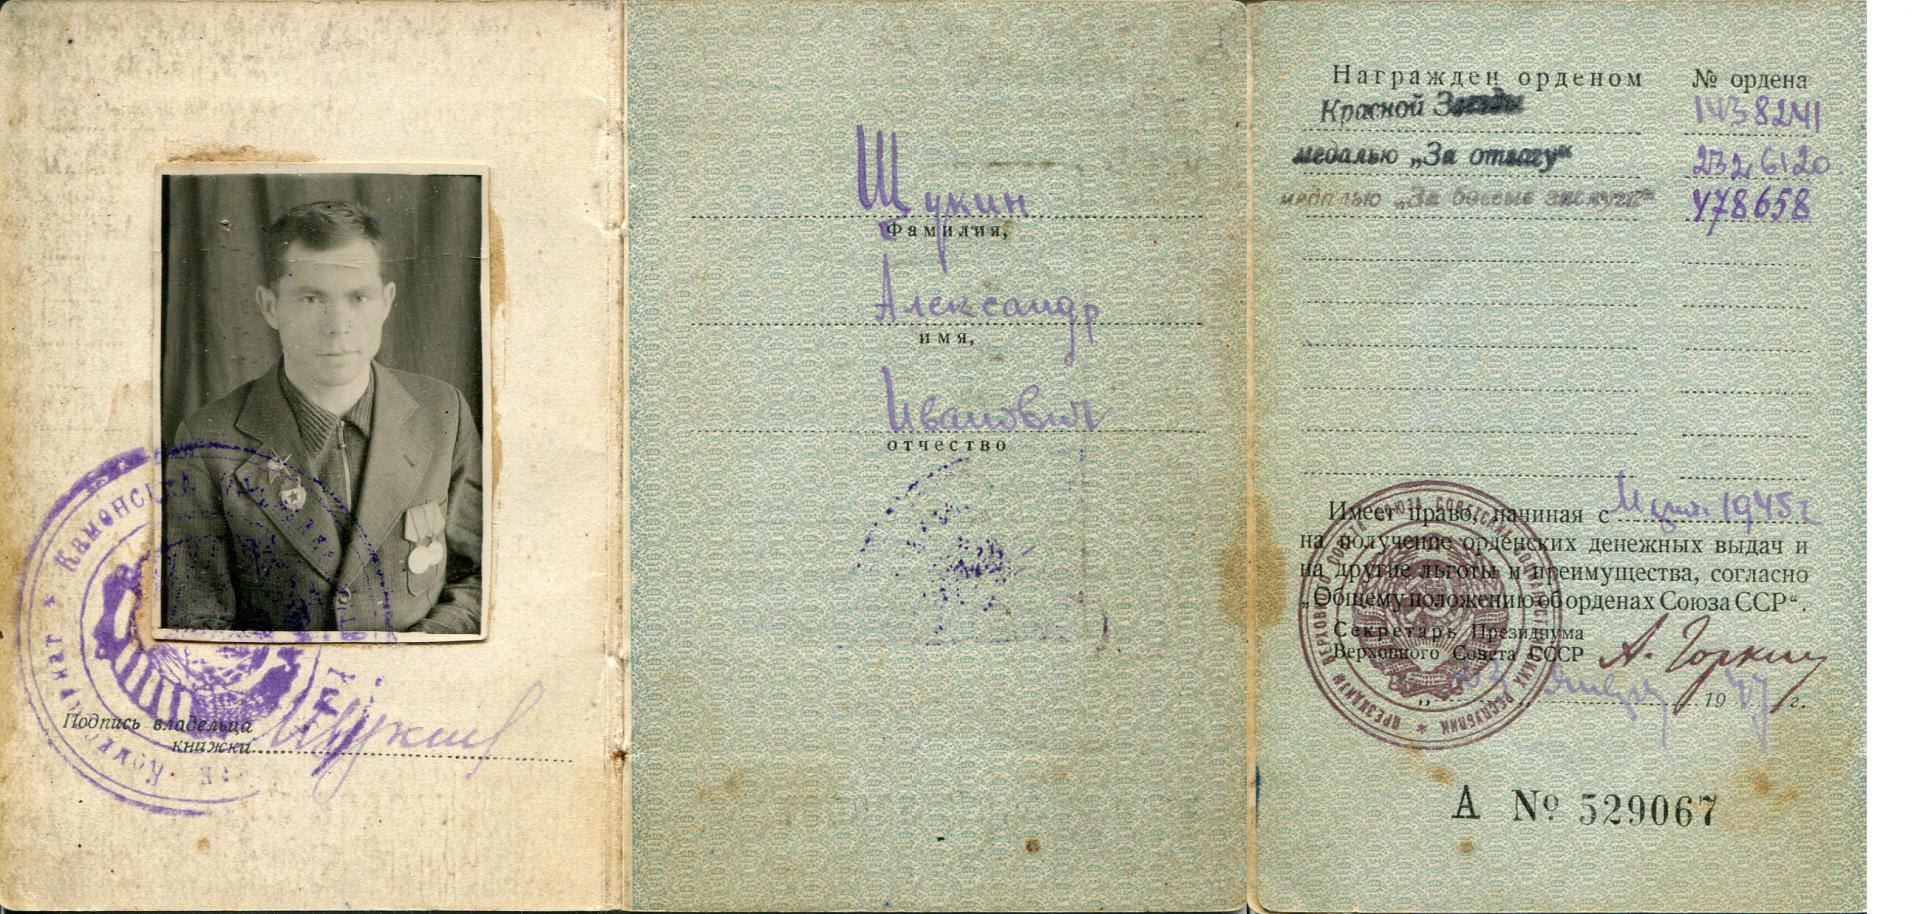 Подпись владельца
книжки
Щукин
Фамилия,
Александр
имя,
Иванович
отчество
Награжден орденом № ордена
Красной Звезды 1438241
медалью „За отвагу“ 2326120
медалью „За боевые заслуги“ 478658
Имеет право, начиная с 1945 г
на получение орденских денежных выдач и
на другие льготы и преимущества, согласно
„Общему положению об орденах Союза ССР“.
Секретарь Президиума
Верховного Совета СССР А. Горкин
1947 г.
А № 529067